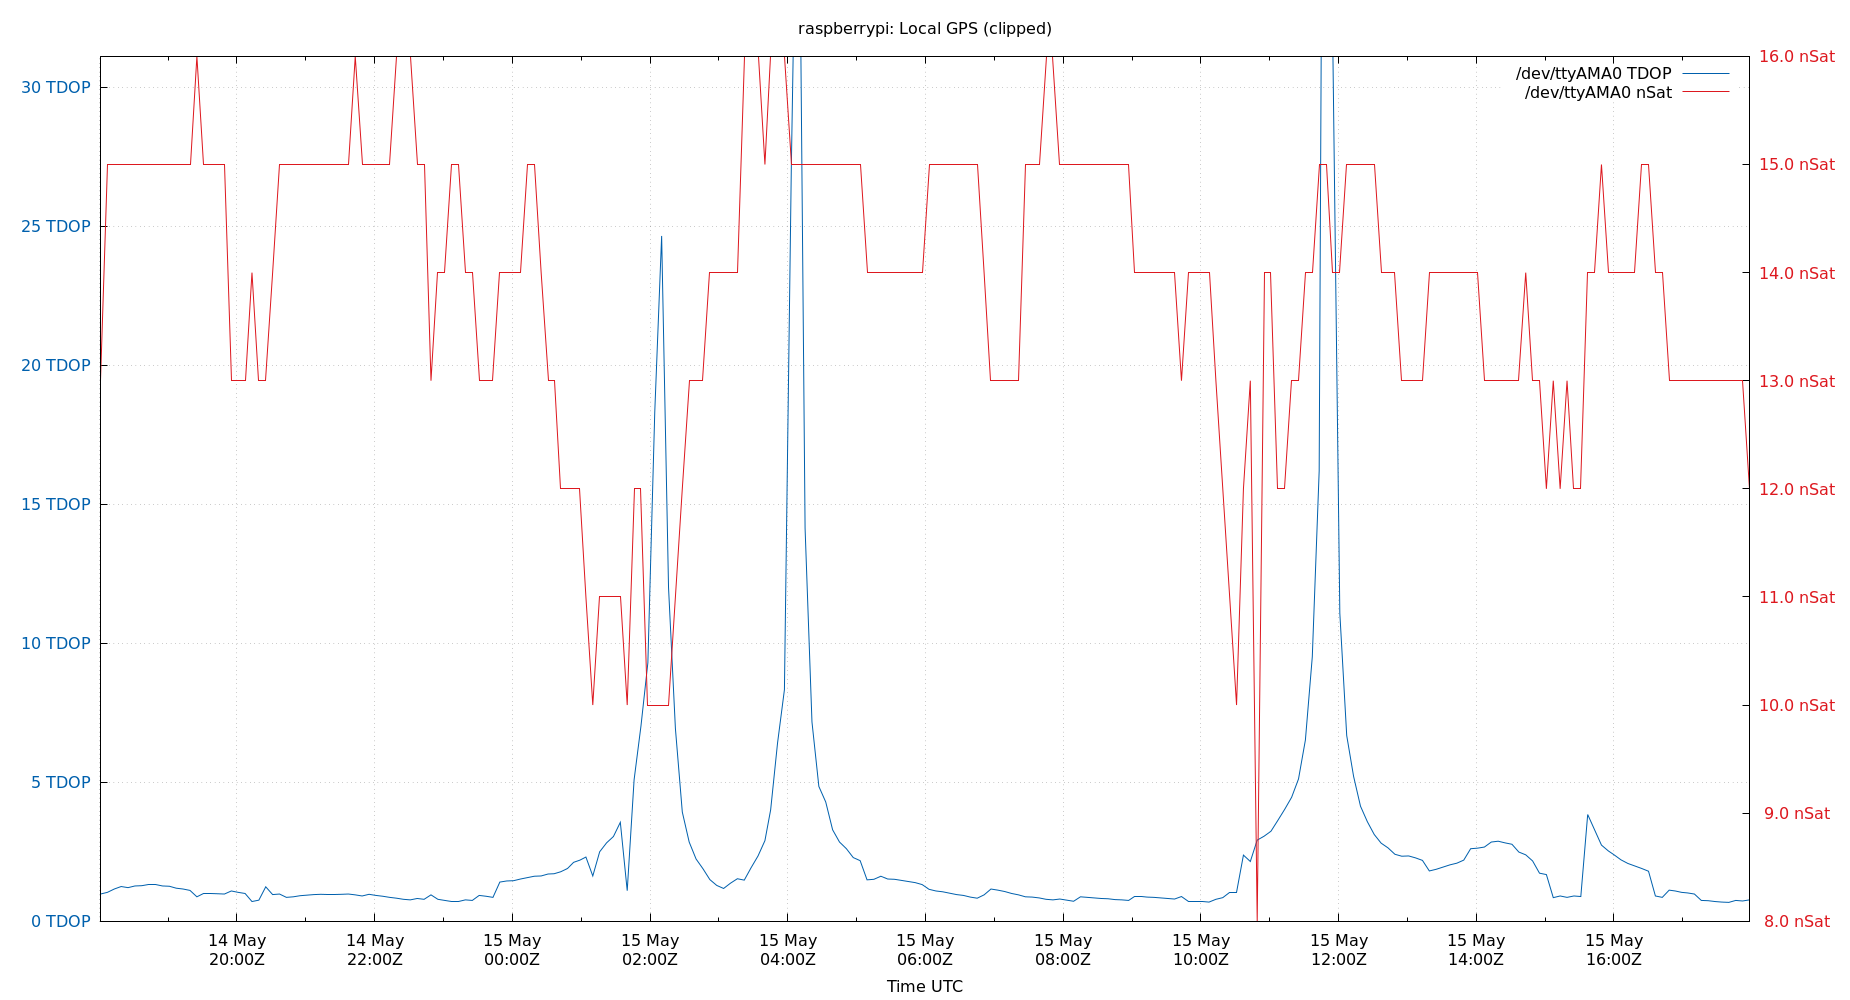 raspberrypi: Local GPS (clipped)
/dev/ttyAMA0 TDOP
/dev/ttyAMA0 nSat
30 TDOP
25 TDOP
20 TDOP
15 TDOP
10 TDOP
5 TDOP
0 TDOP
16.0 nSat
15.0 nSat
14.0 nSat
13.0 nSat
12.0 nSat
11.0 nSat
10.0 nSat
9.0 nSat
8.0 nSat
14 May 14 May 15 May 15 May 15 May 15 May 15 May 15 May 15 May 15 May 15 May
20:00Z 22:00Z 00:00Z 02:00Z 04:00Z 06:00Z 08:00Z 10:00Z 12:00Z 14:00Z 16:00Z
Time UTC